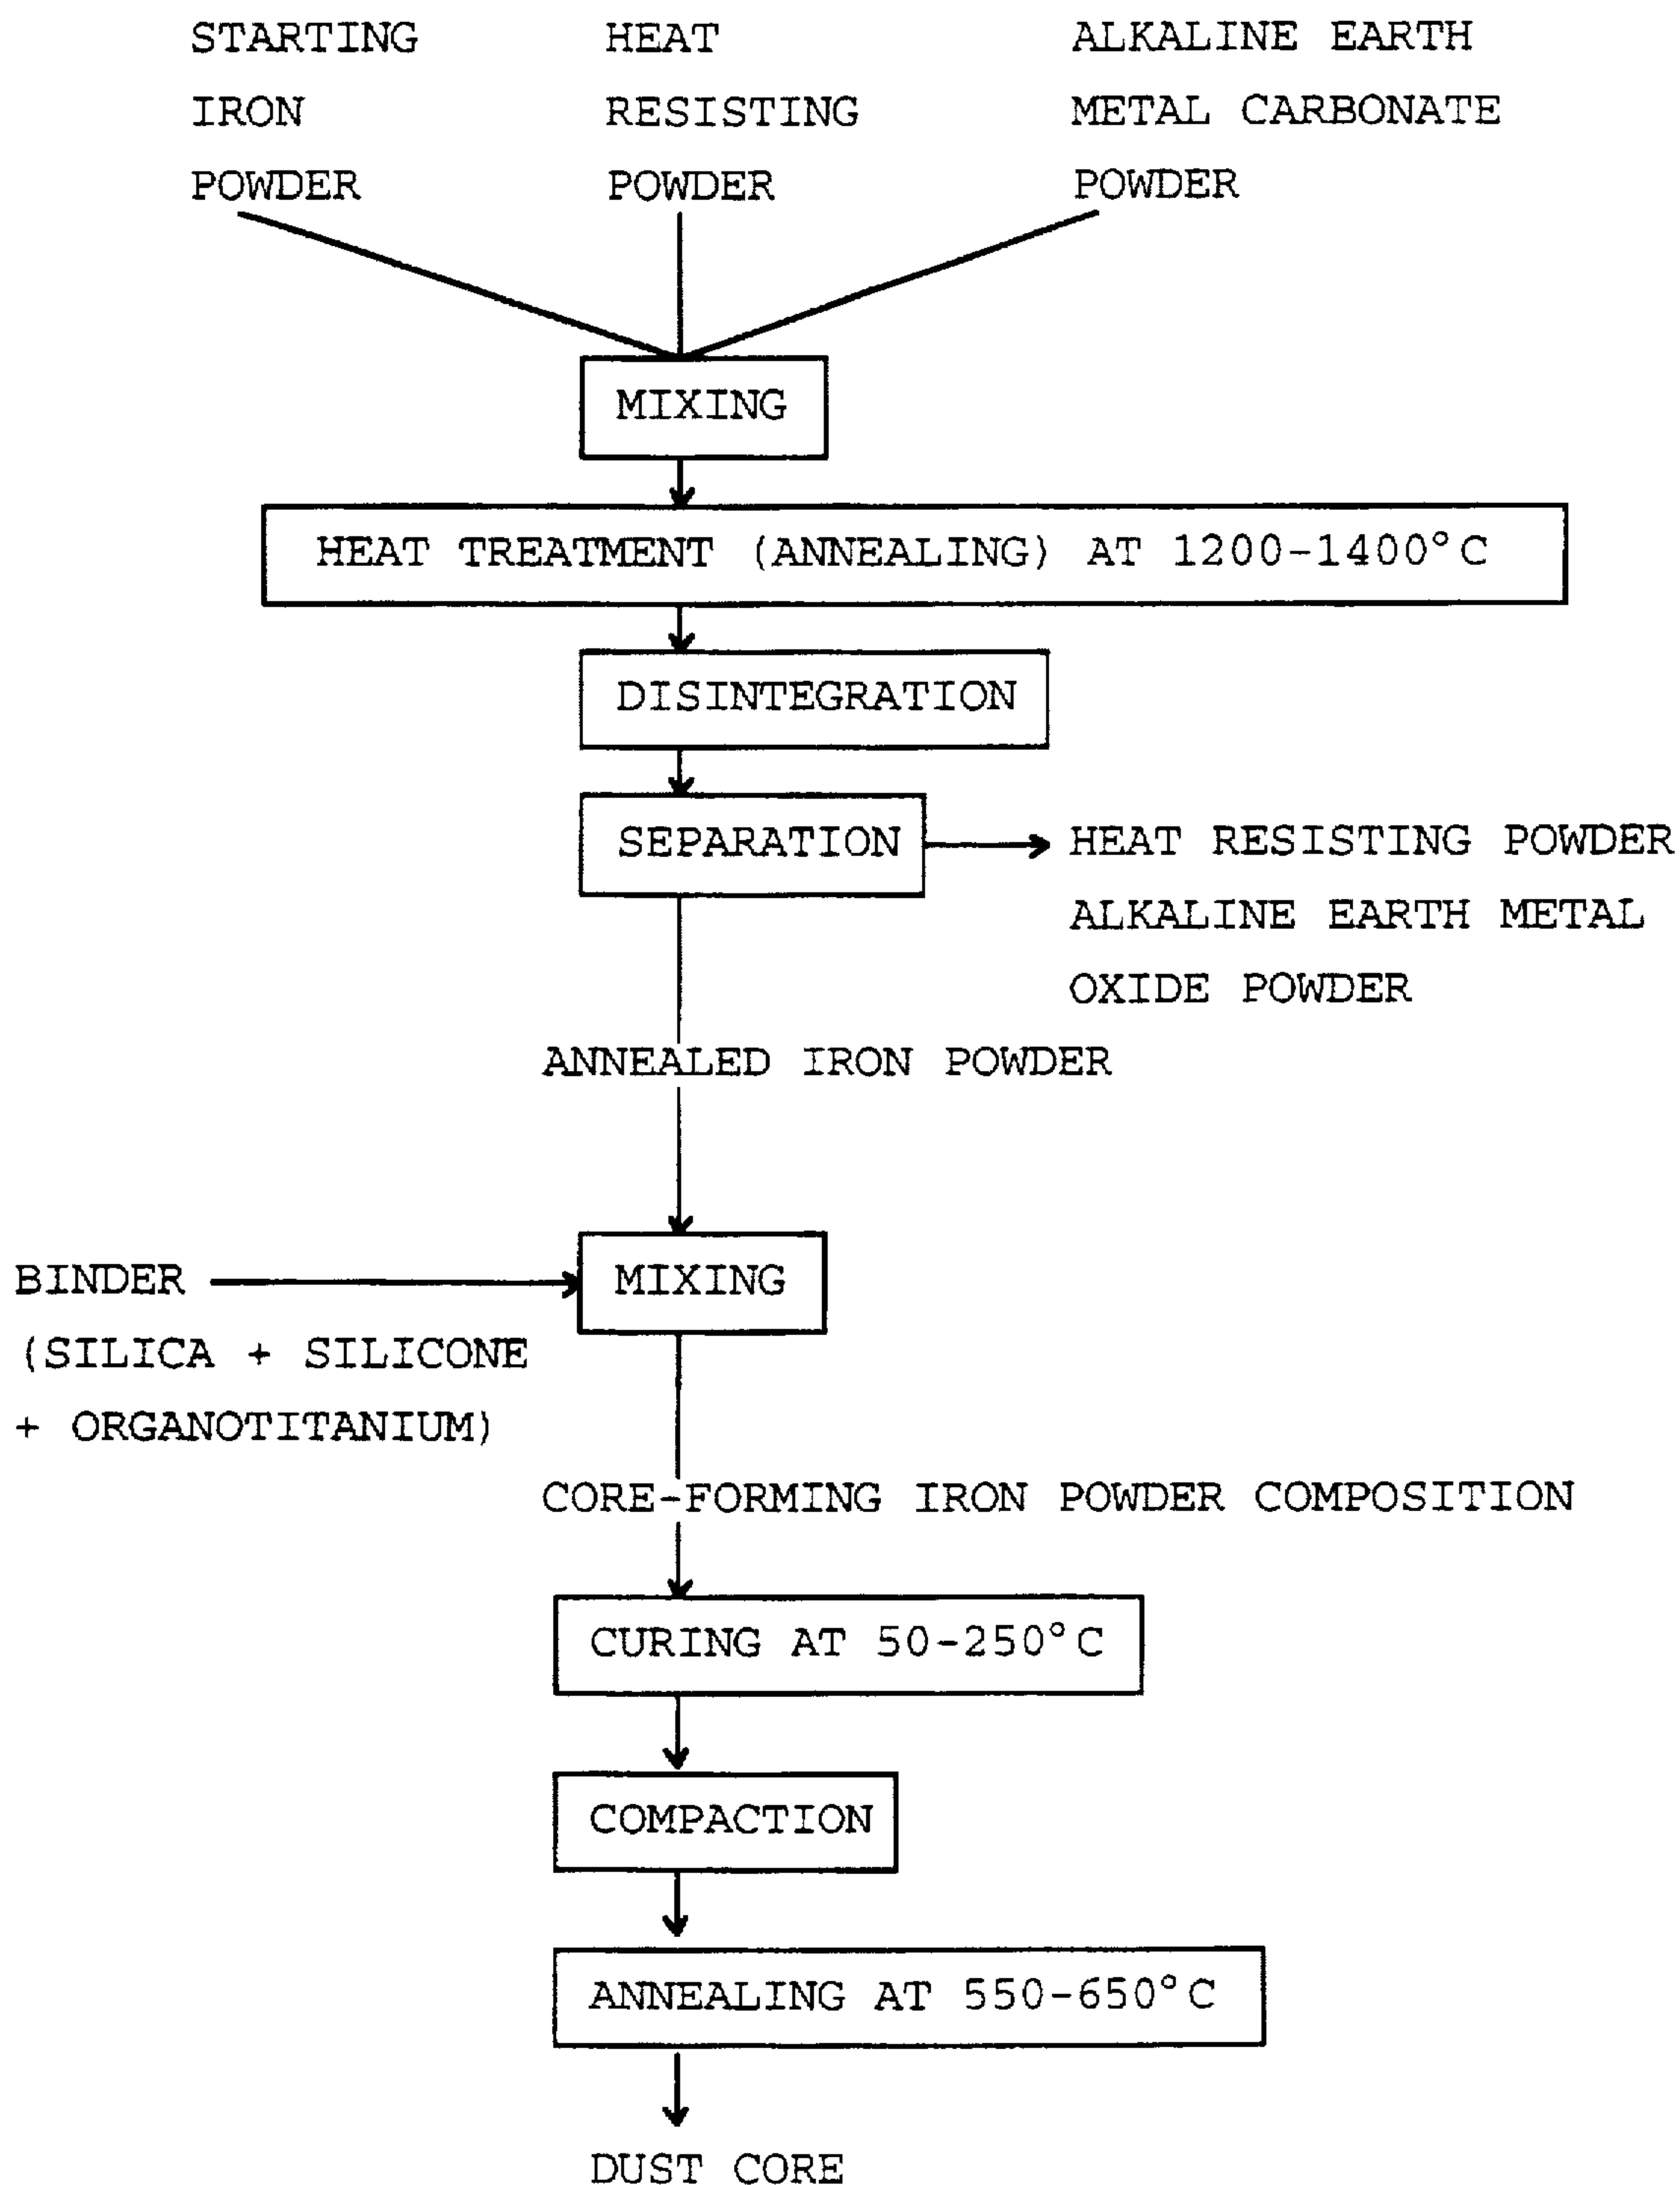 STARTING
IRON
POWDER
HEAT
RESISTING
POWDER
ALKALINE EARTH
METAL CARBONATE
POWDER
MIXING
HEAT TREATMENT (ANNEALING) AT 1200-1400°C
DISINTEGRATION
SEPARATION
HEAT RESISTING POWDER
ALKALINE EARTH METAL
OXIDE POWDER
ANNEALED IRON POWDER
BINDER
(SILICA + SILICONE
+ ORGANOTITANIUM)
MIXING
CORE-FORMING IRON POWDER COMPOSITION
CURING AT 50-250°C
COMPACTION
ANNEALING AT 550-650°C
DUST CORE